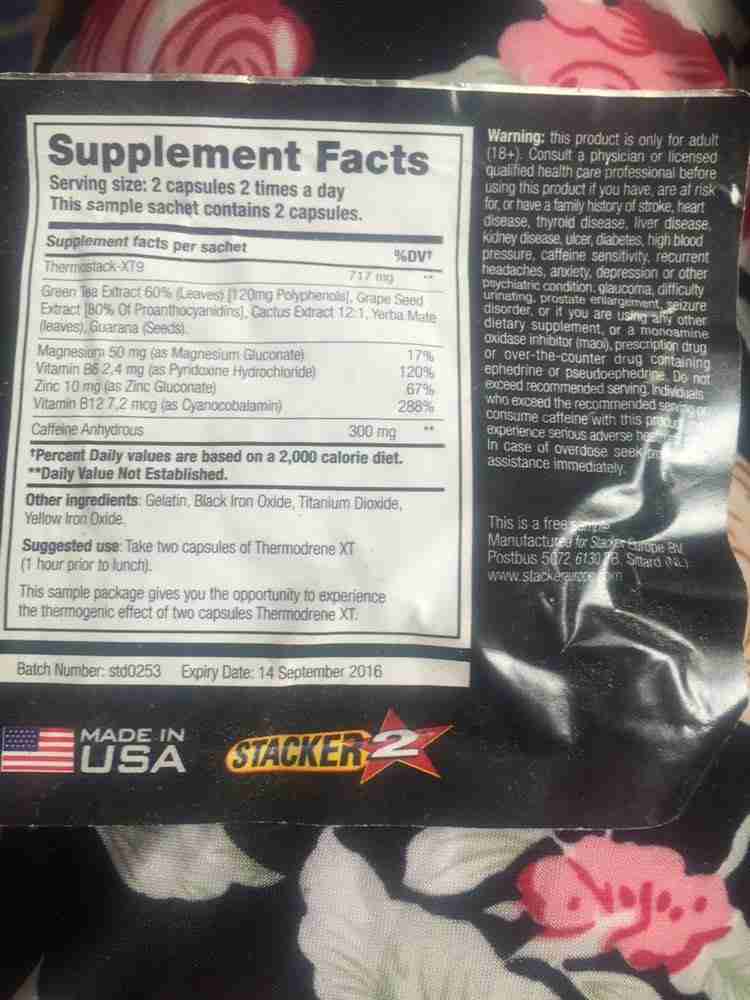 Supplement Facts
Serving size: 2 capsules 2 times a day
This sample sachet contains 2 capsules.
Supplement facts per sachet
%DV†
Thermostack-XT9 717 mg **
Green Tea Extract 60% (Leaves) [120mg Polyphenols], Grape Seed
Extract [80% Of Proanthocyanidins], Cactus Extract 12:1, Yerba Mate
(leaves), Guarana (Seeds).
Magnesium 50 mg (as Magnesium Gluconate) 17%
Vitamin B6 2,4 mg (as Pyridoxine Hydrochloride) 120%
Zinc 10 mg (as Zinc Gluconate) 67%
Vitamin B12 7,2 mcg (as Cyanocobalamin) 288%
Caffeine Anhydrous 300 mg **
†Percent Daily values are based on a 2,000 calorie diet.
**Daily Value Not Established.
Other ingredients: Gelatin, Black Iron Oxide, Titanium Dioxide,
Yellow Iron Oxide.
Suggested use: Take two capsules of Thermodrene XT
(1 hour prior to lunch).
This sample package gives you the opportunity to experience
the thermogenic effect of two capsules Thermodrene XT.
Batch Number: std0253 Expiry Date: 14 September 2016
MADE IN
USA
STACKER 2
Warning: this product is only for adult
(18+). Consult a physician or licensed
qualified health care professional before
using this product if you have, are at risk
for, or have a family history of stroke, heart
disease, thyroid disease, liver disease,
kidney disease, ulcer, diabetes, high blood
pressure, caffeine sensitivity, recurrent
headaches, anxiety, depression or other
psychiatric condition, glaucoma, difficulty
urinating, prostate enlargement, seizure
disorder, or if you are using any other
dietary supplement, or a monoamine
oxidase inhibitor (maoi), prescription drug
or over-the-counter drug containing
ephedrine or pseudoephedrine. Do not
exceed recommended serving. Individuals
who exceed the recommended serving or
consume caffeine with this product
experience serious adverse
In case of overdose seek
assistance immediately.
This is a free sample
Manufactured for Stacker Europe BV
Postbus 5072, 6130 Sittard (NL)
www.stackereurope.com